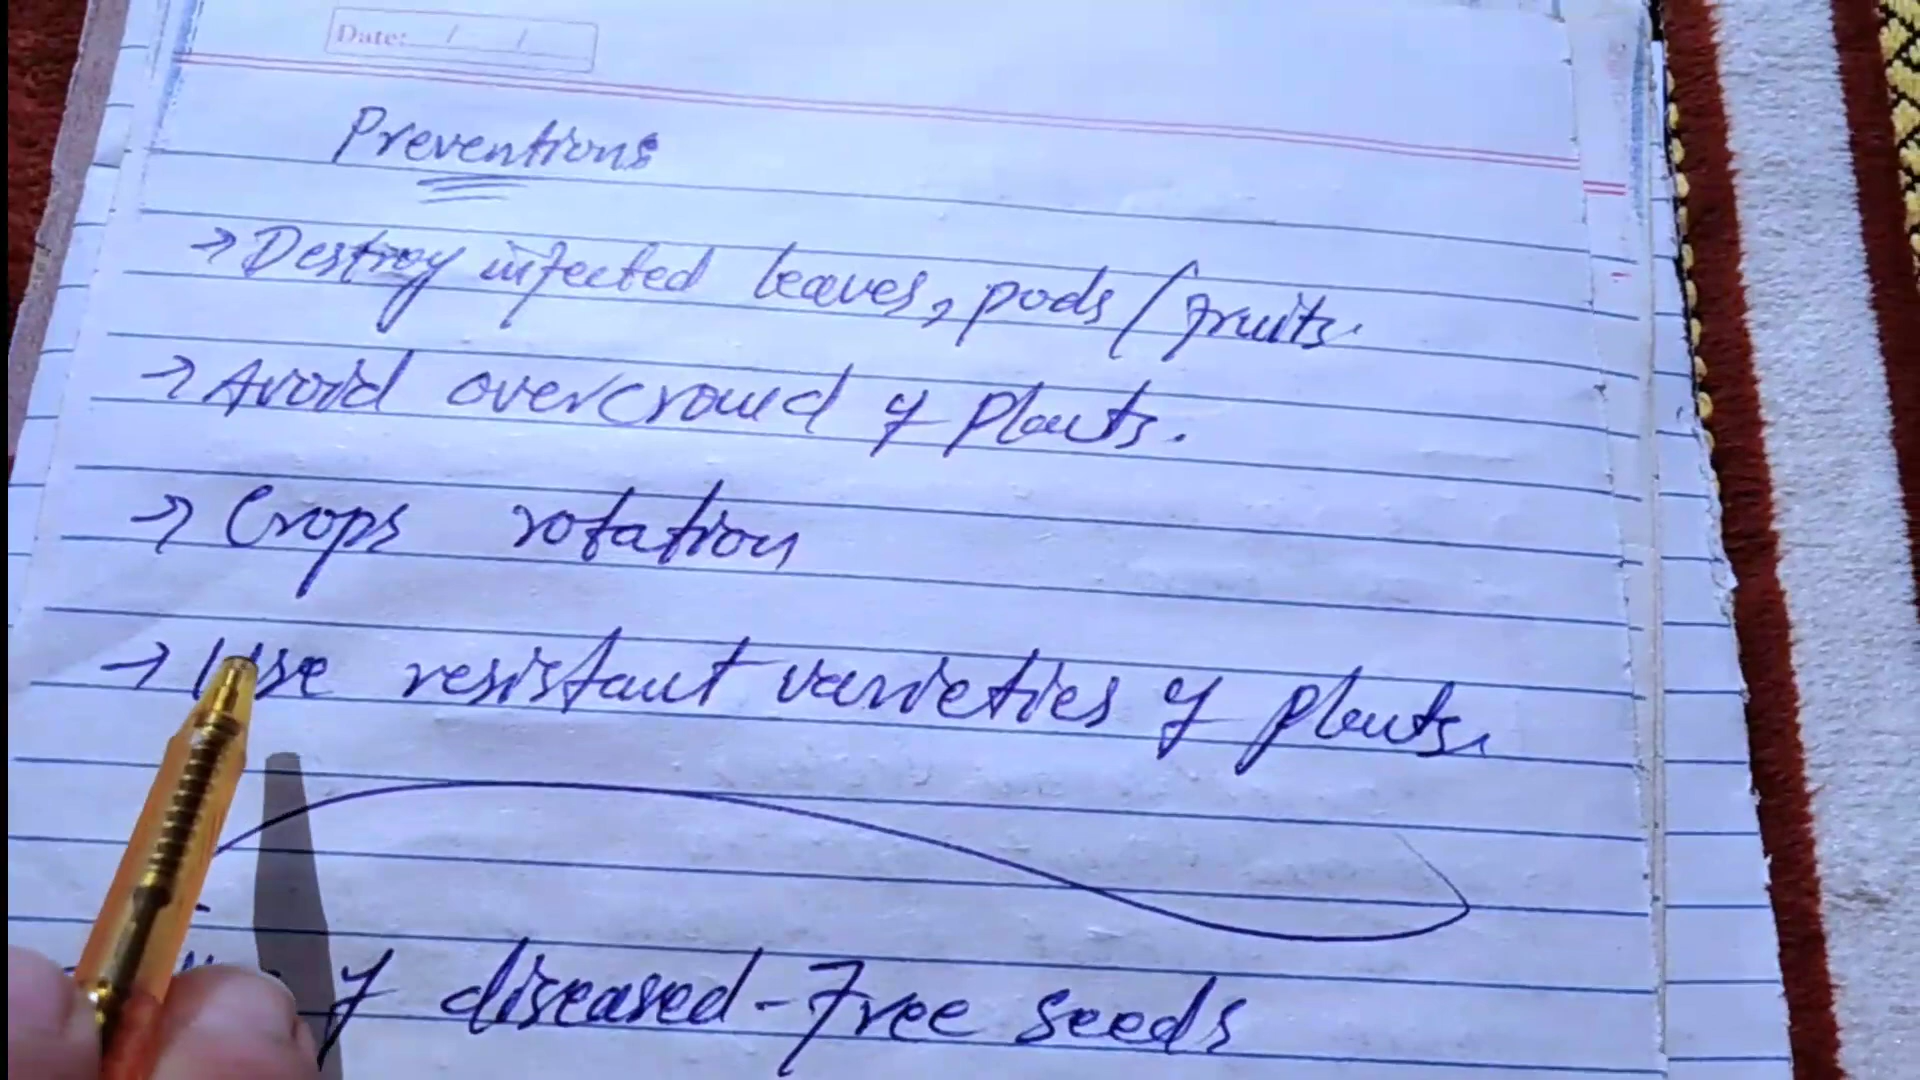 Date: / /
Preventions
→ Destroy infected leaves, pods / fruits.
→ Avoid overcrowd of plants.
→ Crops rotation
→ Use resistant varieties of plants.
of diseased-free seeds